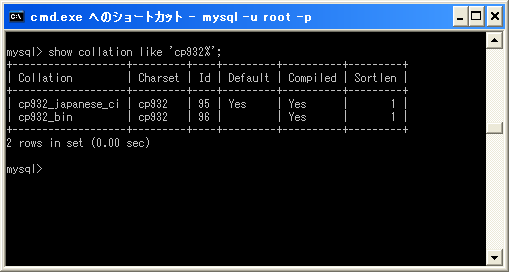 cmd.exe へのショートカット - mysql -u root -p
mysql> show collation like 'cp932%';
+-------------------+---------+----+---------+----------+---------+
| Collation         | Charset | Id | Default | Compiled | Sortlen |
+-------------------+---------+----+---------+----------+---------+
| cp932_japanese_ci | cp932   | 95 | Yes     | Yes      |       1 |
| cp932_bin         | cp932   | 96 |         | Yes      |       1 |
+-------------------+---------+----+---------+----------+---------+
2 rows in set (0.00 sec)
mysql>